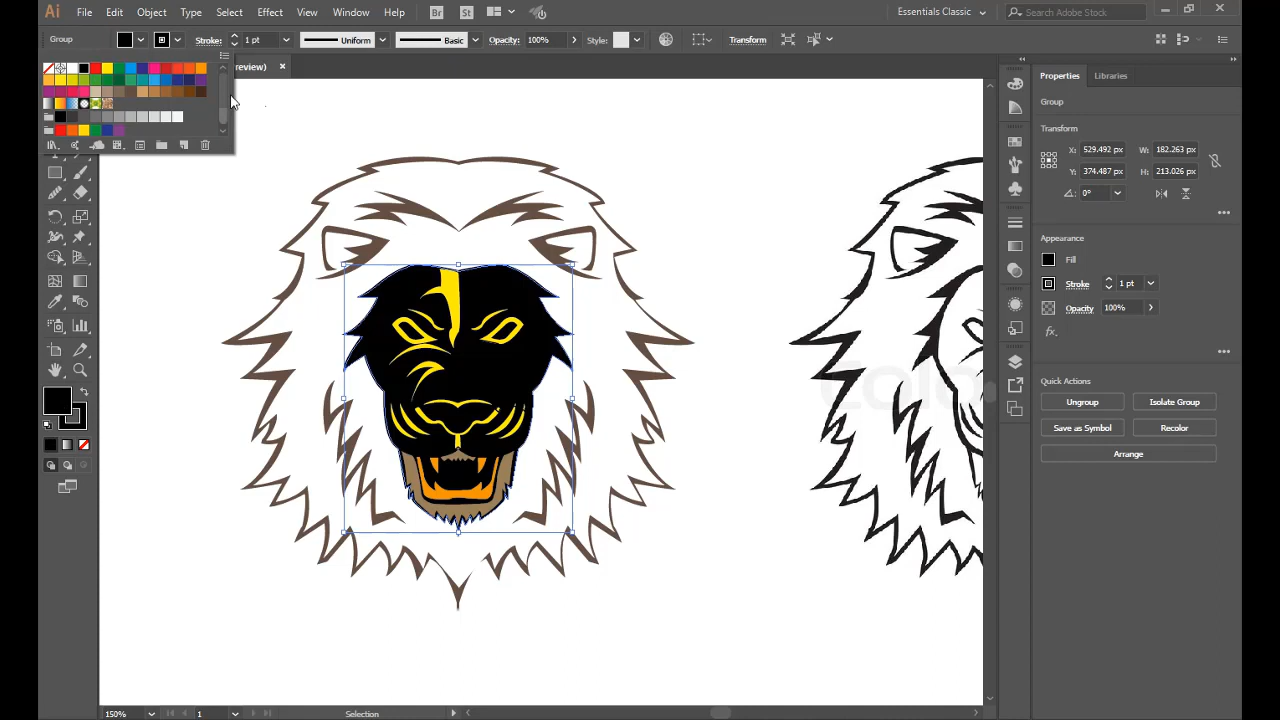 Ai File Edit Object Type Select Effect View Window Help Br St Essentials Classic Search Adobe Stock
Group Stroke: 1 pt Uniform Basic Opacity: 100% Style: Transform
review) ×
Properties Libraries
Group
Transform
X: 529.492 px W: 182.263 px
Y: 374.487 px H: 213.026 px
0°
Appearance
Fill
Stroke 1 pt
Opacity 100%
fx.
Quick Actions
Ungroup Isolate Group
Save as Symbol Recolor
Arrange
150% 1 Selection